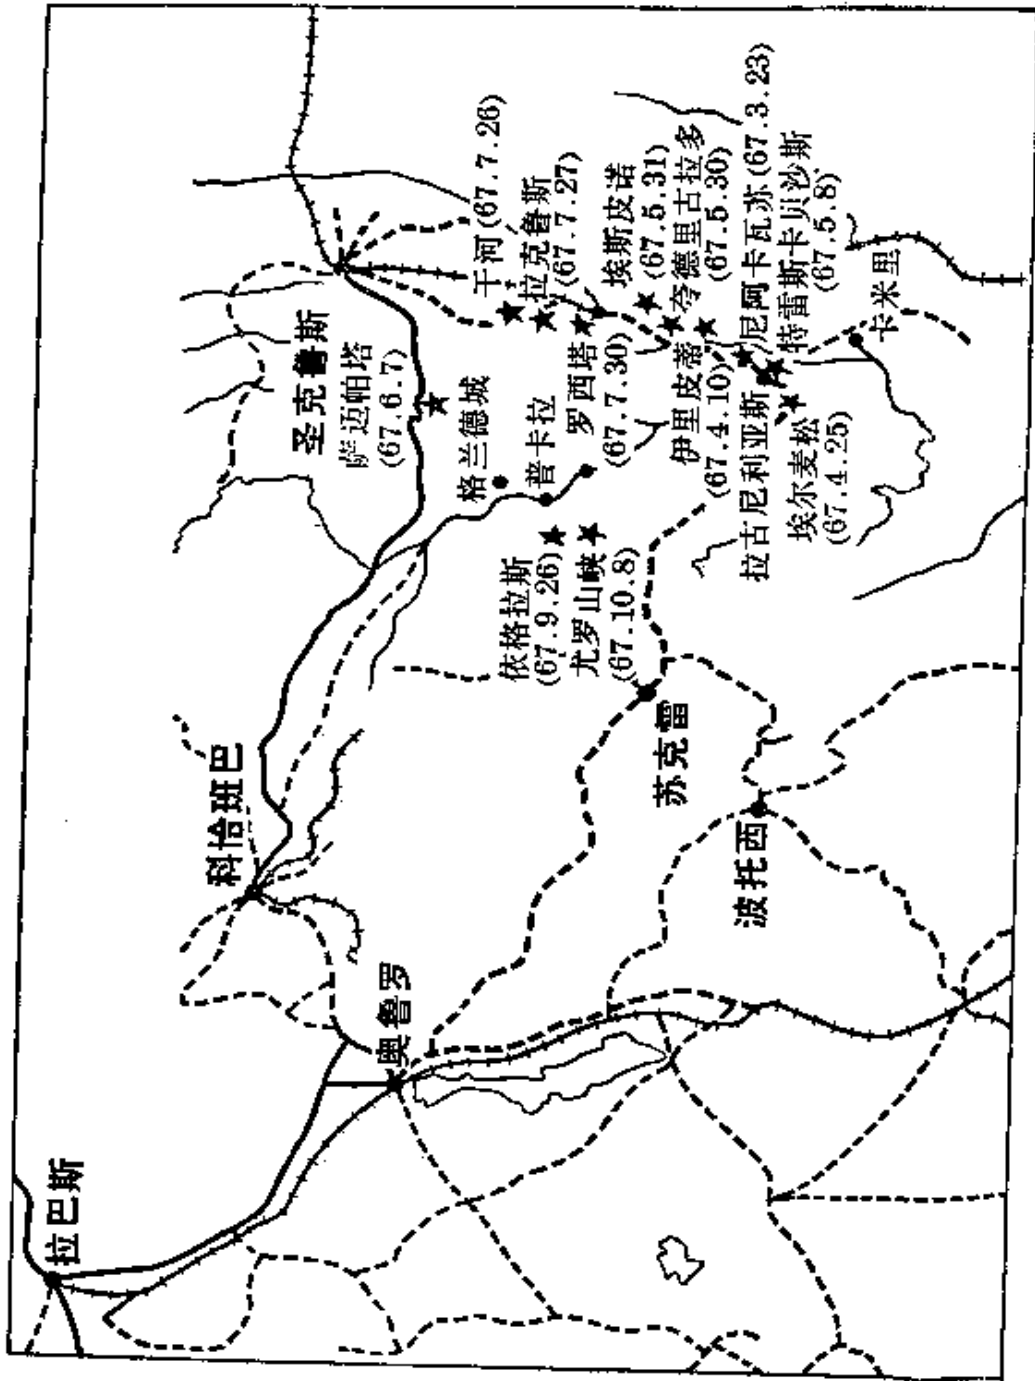 拉巴斯
奥鲁罗
科恰班巴
圣克鲁斯
萨迈帕塔
(67.6.7)
格兰德城
普卡拉
依格拉斯
(67.9.26)
尤罗山峡
(67.10.8)
苏克雷
波托西
干河(67.7.26)
拉克鲁斯
(67.7.27)
罗西塔
(67.7.30)
埃斯皮诺
(67.5.31)
夸德里古拉多
(67.5.30)
伊里皮蒂
(67.4.10)
尼阿卡瓦苏(67.3.23)
特雷斯卡贝沙斯
(67.5.8)
拉古尼利亚斯
埃尔麦松
(67.4.25)
卡米里